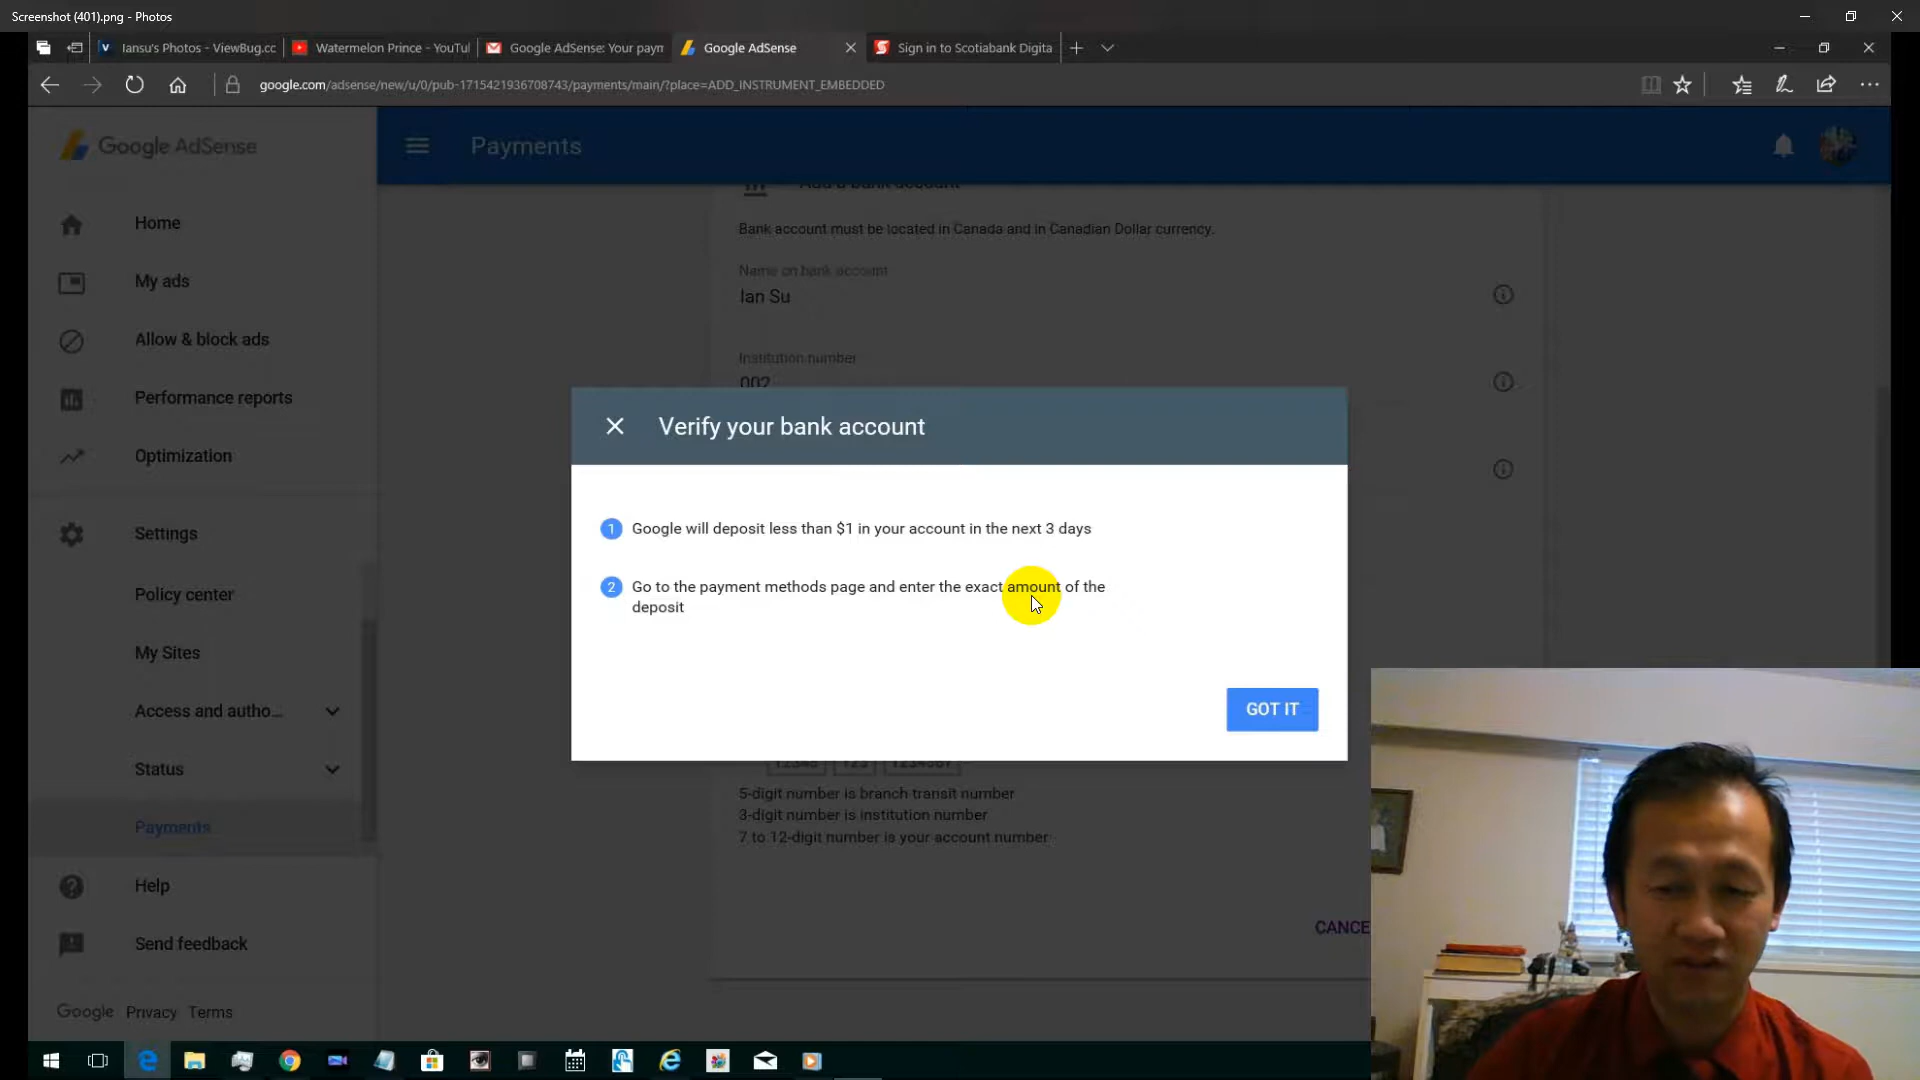 Screenshot (401).png - Photos
Iansu's Photos - ViewBug.cc
Watermelon Prince - YouTul
Google AdSense: Your payn
Google AdSense
Sign in to Scotiabank Digita
google.com/adsense/new/u/0/pub-1715421936708743/payments/main/?place=ADD_INSTRUMENT_EMBEDDED
Google AdSense
Payments
Home
My ads
Allow & block ads
Performance reports
Optimization
Settings
Policy center
My Sites
Access and autho...
Status
Payments
Help
Send feedback
Google Privacy Terms
Add a bank account
Bank account must be located in Canada and in Canadian Dollar currency.
Name on bank account
Ian Su
Institution number
002
Verify your bank account
1 Google will deposit less than $1 in your account in the next 3 days
2 Go to the payment methods page and enter the exact amount of the
deposit
GOT IT
12345 123 1234567
5-digit number is branch transit number
3-digit number is institution number
7 to 12-digit number is your account number
CANCE